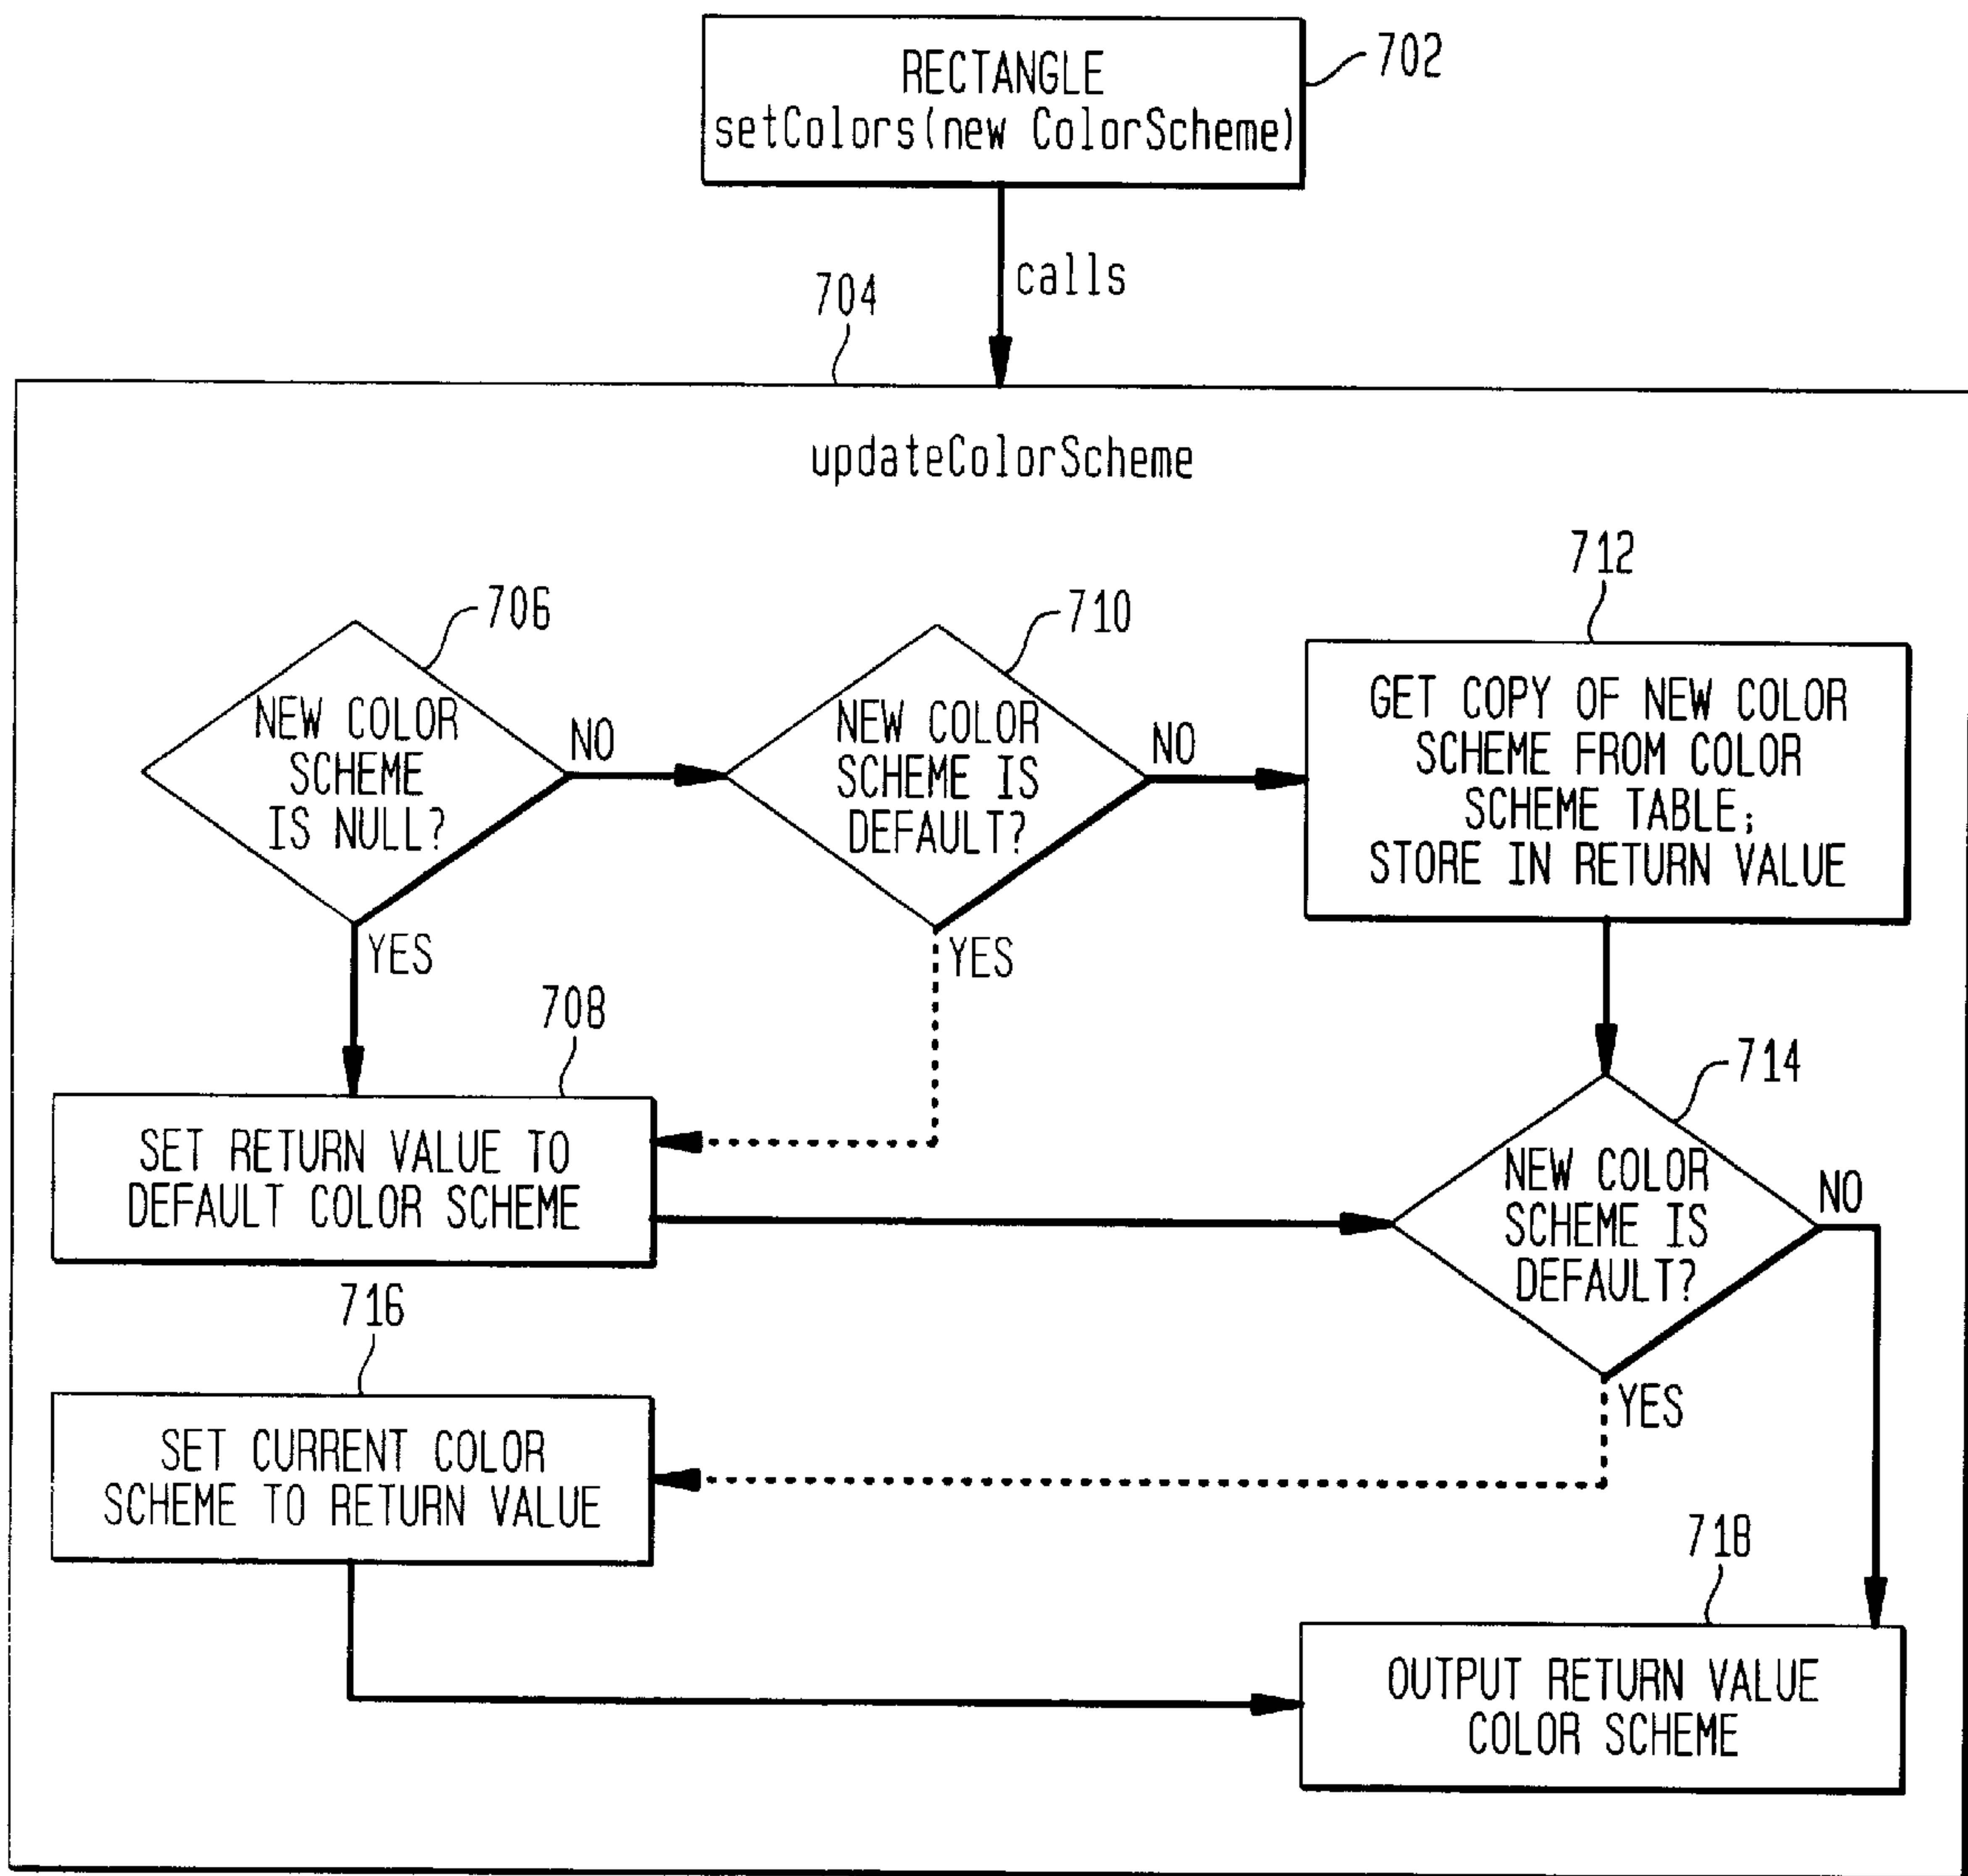 RECTANGLE
setColors(new ColorScheme)
702
calls
704
updateColorScheme
706
NEW COLOR
SCHEME
IS NULL?
NO
YES
710
NEW COLOR
SCHEME IS
DEFAULT?
NO
YES
712
GET COPY OF NEW COLOR
SCHEME FROM COLOR
SCHEME TABLE;
STORE IN RETURN VALUE
708
SET RETURN VALUE TO
DEFAULT COLOR SCHEME
714
NEW COLOR
SCHEME IS
DEFAULT?
NO
YES
716
SET CURRENT COLOR
SCHEME TO RETURN VALUE
718
OUTPUT RETURN VALUE
COLOR SCHEME